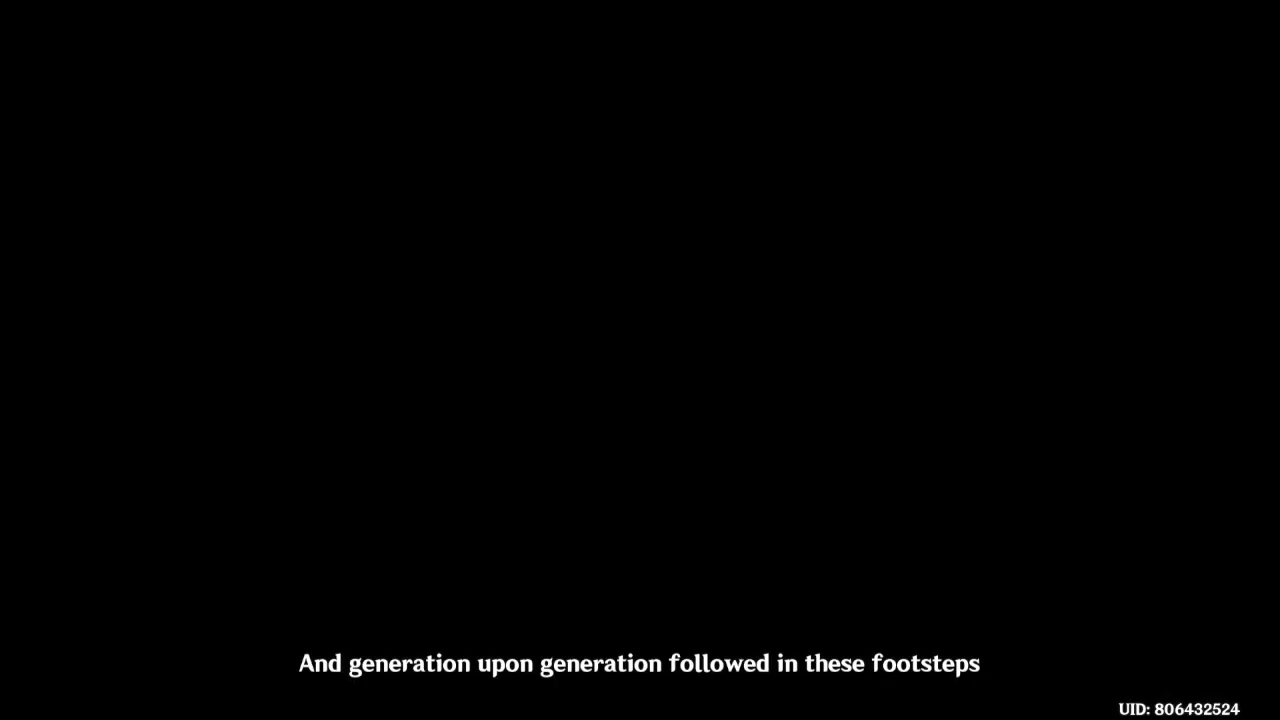 And generation upon generation followed in these footsteps
UID: 806432524